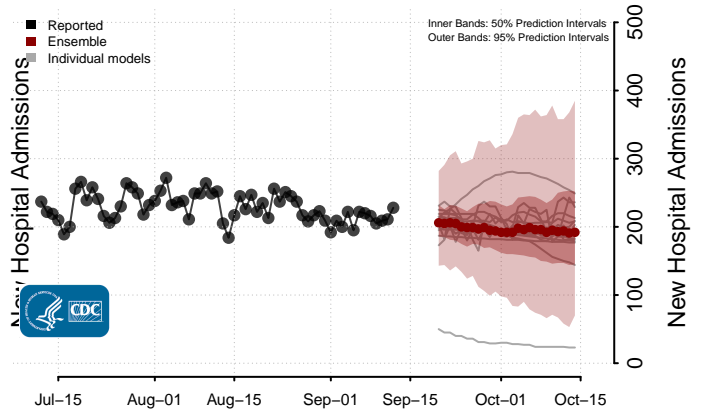 Reported
Ensemble
Individual models
Inner Bands: 50% Prediction Intervals
Outer Bands: 95% Prediction Intervals
New Hospital Admissions
New Hospital Admissions
500
400
300
200
100
0
CDC
Jul–15
Aug–01
Aug–15
Sep–01
Sep–15
Oct–01
Oct–15